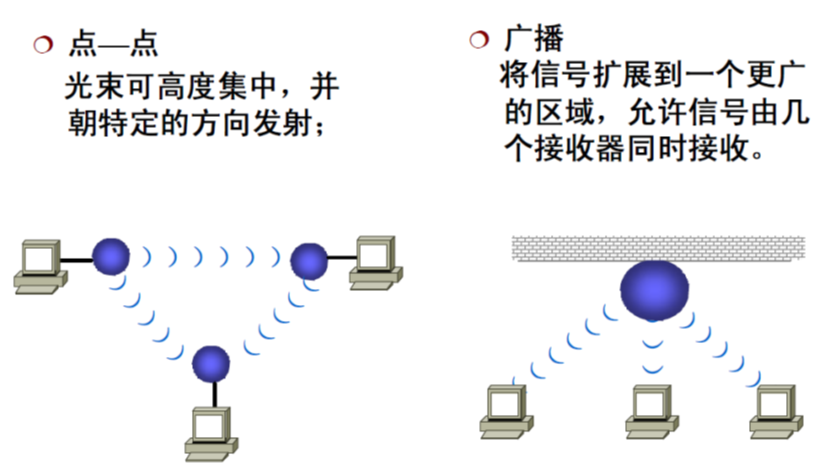 点—点
光束可高度集中，并
朝特定的方向发射；
广播
将信号扩展到一个更广
的区域，允许信号由几
个接收器同时接收。